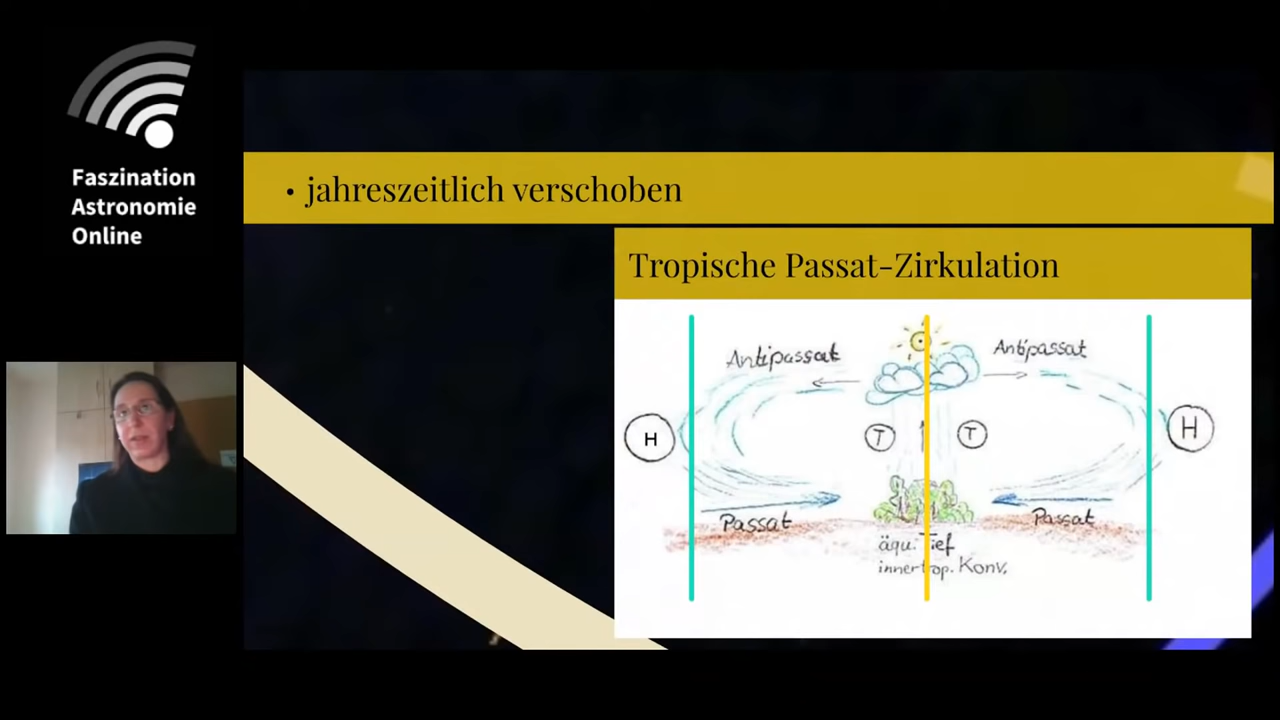 Faszination
Astronomie
Online
• jahreszeitlich verschoben
Tropische Passat-Zirkulation
Antipassat
Antipassat
H
T
T
H
Passat
Passat
äqu. Tief
innertrop. Konv.